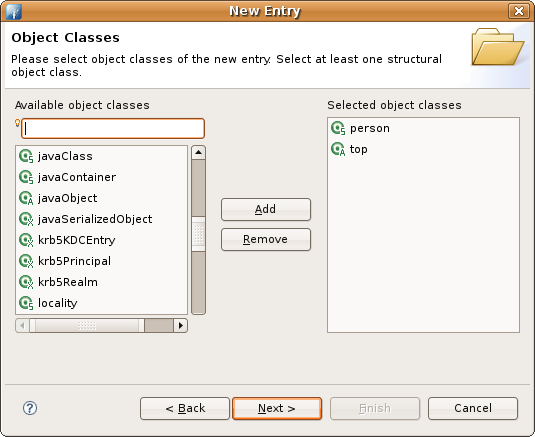 New Entry
Object Classes
Please select object classes of the new entry. Select at least one structural
object class.
Available object classes
javaClass
javaContainer
javaObject
javaSerializedObject
krb5KDCEntry
krb5Principal
krb5Realm
locality
Add
Remove
Selected object classes
person
top
< Back
Next >
Finish
Cancel